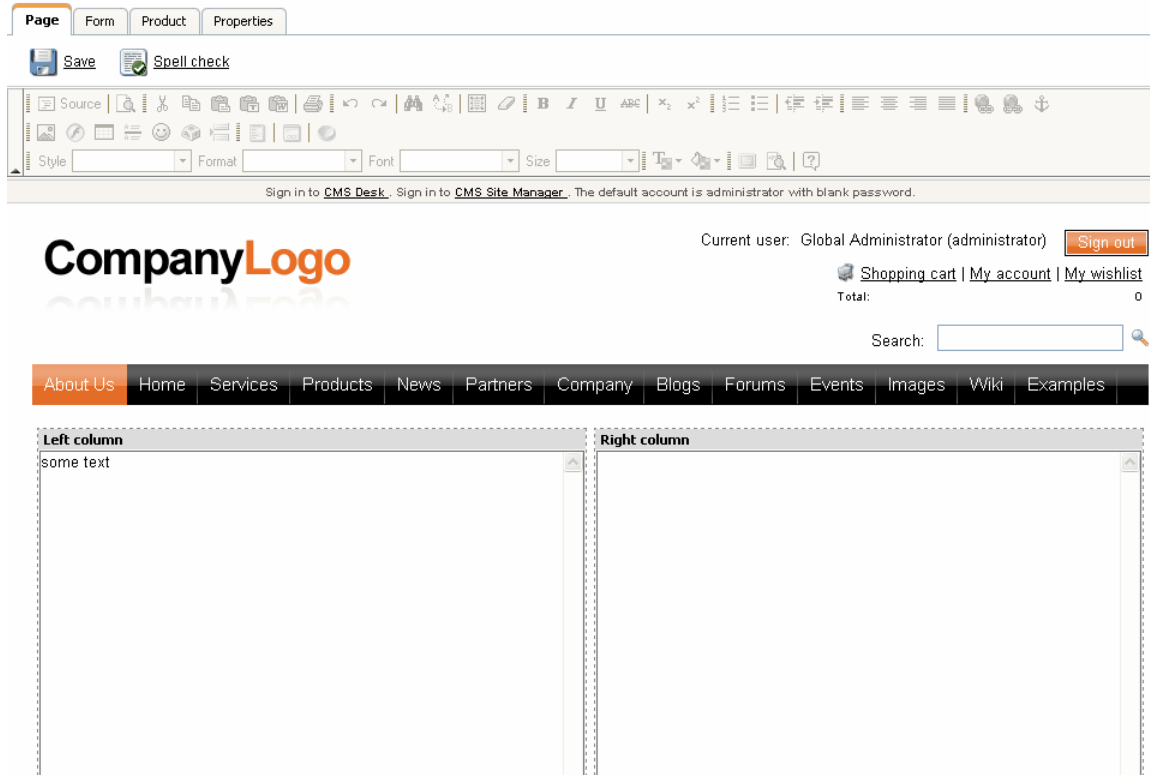 Page Form Product Properties
Save Spell check
Source B I U ABC x₂ x²
Style Format Font Size
Sign in to CMS Desk . Sign in to CMS Site Manager . The default account is administrator with blank password.
CompanyLogo
Current user: Global Administrator (administrator) Sign out
Shopping cart | My account | My wishlist
Total: 0
Search:
About Us Home Services Products News Partners Company Blogs Forums Events Images Wiki Examples
Left column Right column
some text